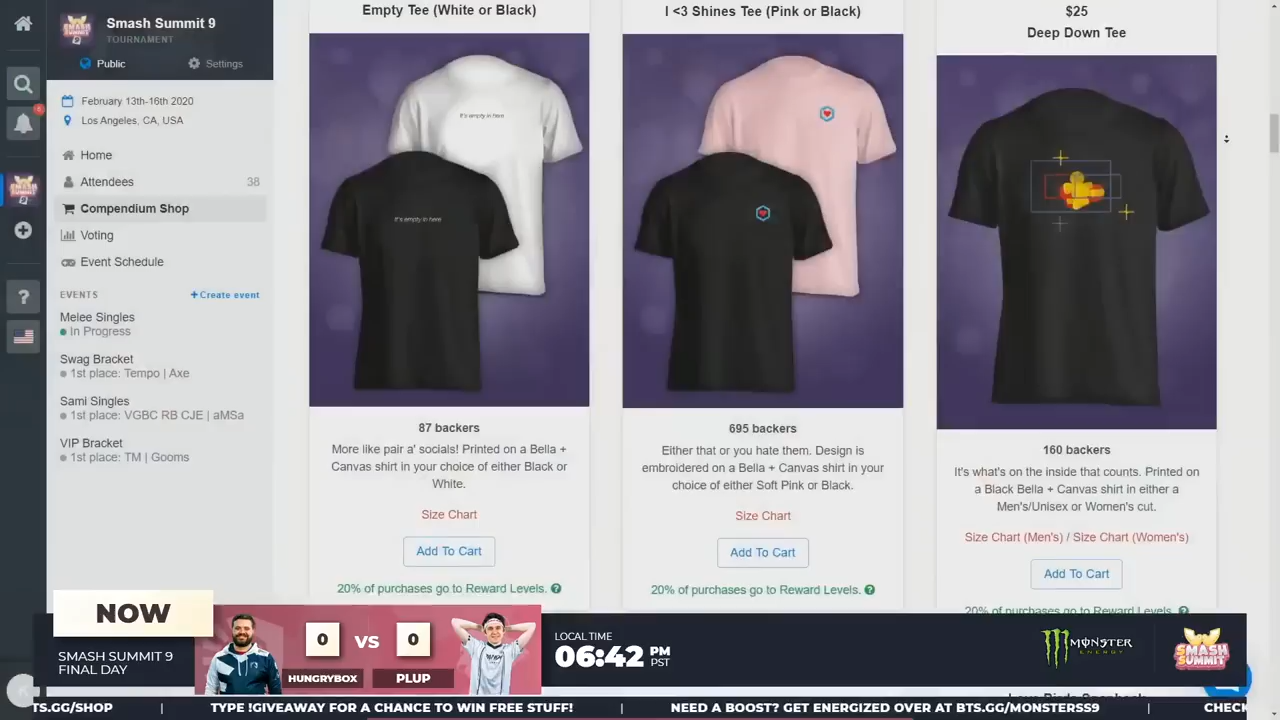 Smash Summit 9
TOURNAMENT
Public
Settings
February 13th-16th 2020
Los Angeles, CA, USA
Home
Attendees 38
Compendium Shop
Voting
Event Schedule
EVENTS
+Create event
Melee Singles
In Progress
Swag Bracket
1st place: Tempo | Axe
Sami Singles
1st place: VGBC RB CJE | aMSa
VIP Bracket
1st place: TM | Gooms
Empty Tee (White or Black)
It's empty in here
It's empty in here
87 backers
More like pair a' socials! Printed on a Bella +
Canvas shirt in your choice of either Black or
White.
Size Chart
Add To Cart
20% of purchases go to Reward Levels. ?
I <3 Shines Tee (Pink or Black)
695 backers
Either that or you hate them. Design is
embroidered on a Bella + Canvas shirt in your
choice of either Soft Pink or Black.
Size Chart
Add To Cart
20% of purchases go to Reward Levels. ?
$25
Deep Down Tee
160 backers
It's what's on the inside that counts. Printed on
a Black Bella + Canvas shirt in either a
Men's/Unisex or Women's cut.
Size Chart (Men's) / Size Chart (Women's)
Add To Cart
20% of purchases go to Reward Levels. ?
NOW
SMASH SUMMIT 9
FINAL DAY
0 VS 0
HUNGRYBOX
PLUP
LOCAL TIME
06:42 PM PST
MONSTER
ENERGY
SMASH
SUMMIT
TS.GG/SHOP | TYPE !GIVEAWAY FOR A CHANCE TO WIN FREE STUFF! | NEED A BOOST? GET ENERGIZED OVER AT BTS.GG/MONSTERSS9 | CHECK